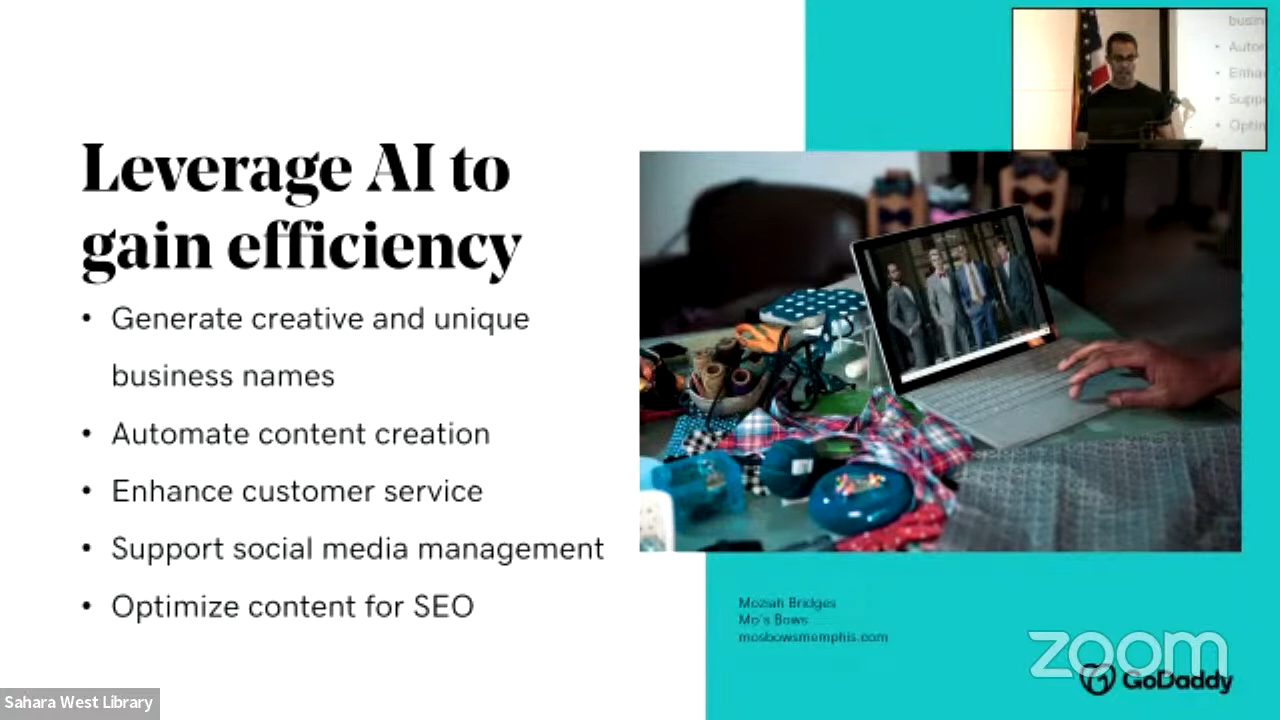 Leverage AI to
gain efficiency
• Generate creative and unique
business names
• Automate content creation
• Enhance customer service
• Support social media management
• Optimize content for SEO
Moziah Bridges
Mo's Bows
mosbowsmemphis.com
zoom
GoDaddy
Sahara West Library